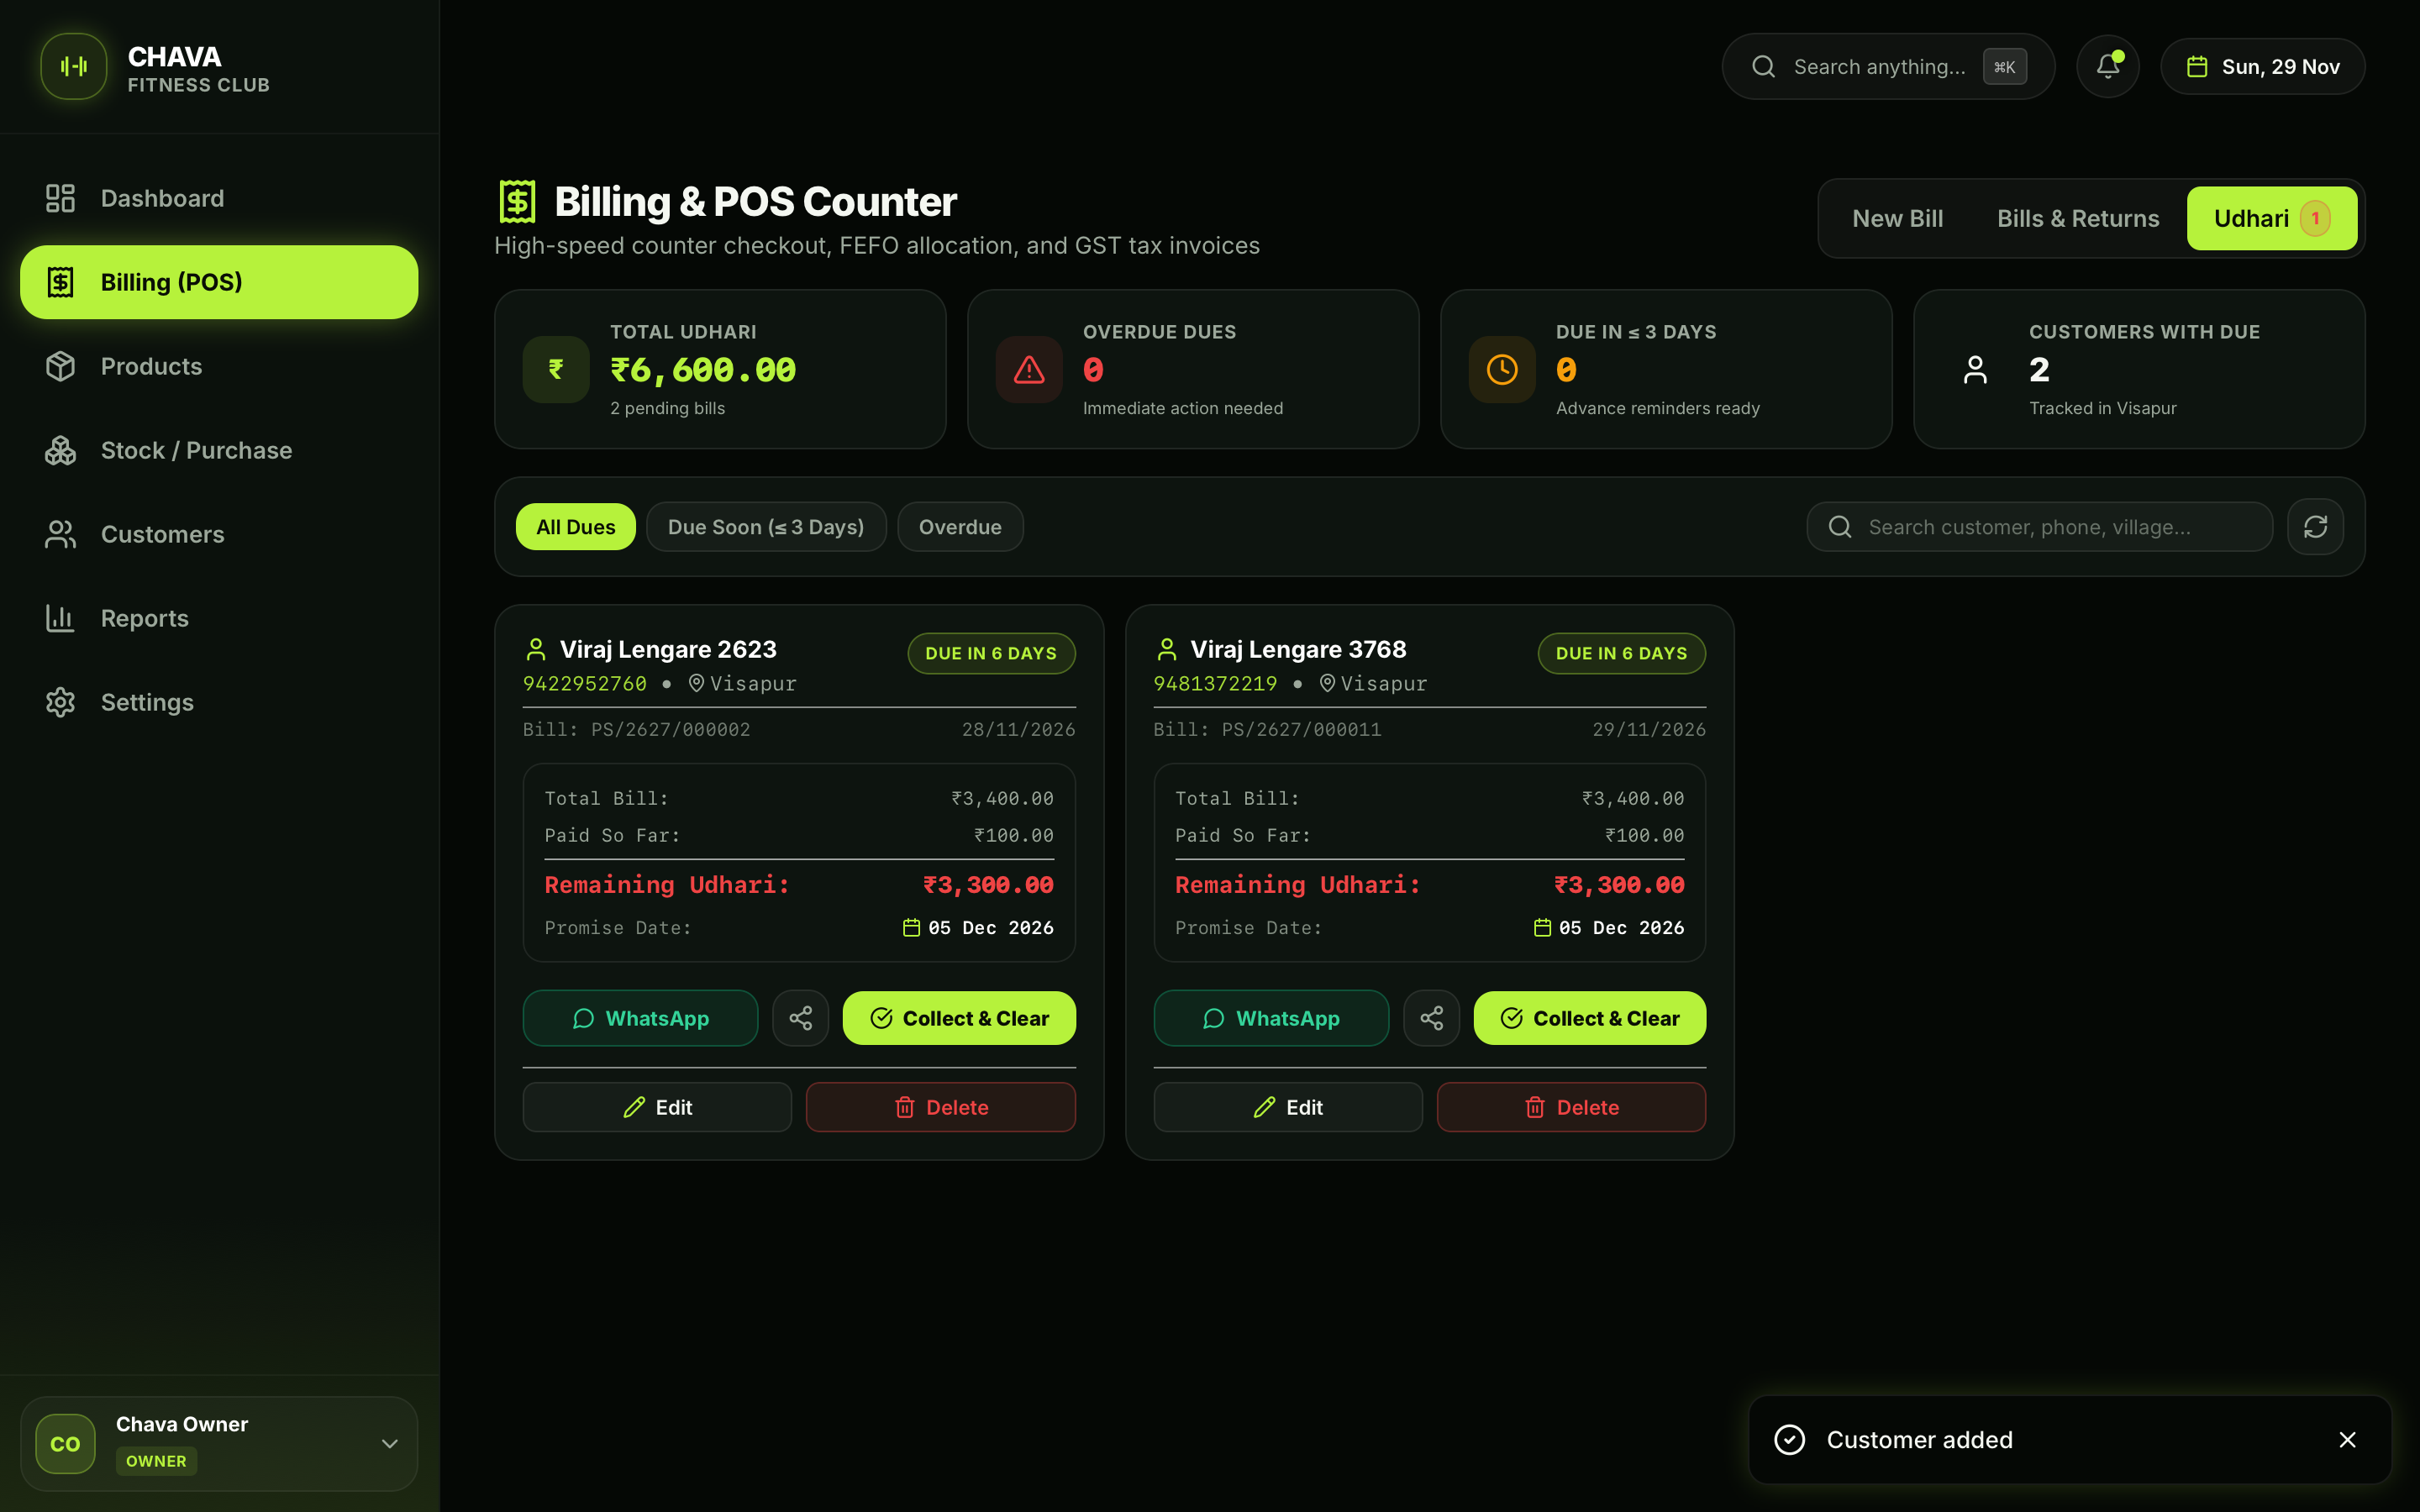 CHAVA
FITNESS CLUB
Search anything... ⌘K
Sun, 29 Nov
Dashboard
Billing (POS)
Products
Stock / Purchase
Customers
Reports
Settings
Billing & POS Counter
High-speed counter checkout, FEFO allocation, and GST tax invoices
New Bill
Bills & Returns
Udhari 1
₹
TOTAL UDHARI
₹6,600.00
2 pending bills
OVERDUE DUES
0
Immediate action needed
DUE IN ≤ 3 DAYS
0
Advance reminders ready
CUSTOMERS WITH DUE
2
Tracked in Visapur
All Dues
Due Soon (≤ 3 Days)
Overdue
Search customer, phone, village...
Viraj Lengare 2623
DUE IN 6 DAYS
9422952760 • Visapur
Bill: PS/2627/000002 28/11/2026
Total Bill: ₹3,400.00
Paid So Far: ₹100.00
Remaining Udhari: ₹3,300.00
Promise Date: 05 Dec 2026
WhatsApp
Collect & Clear
Edit
Delete
Viraj Lengare 3768
DUE IN 6 DAYS
9481372219 • Visapur
Bill: PS/2627/000011 29/11/2026
Total Bill: ₹3,400.00
Paid So Far: ₹100.00
Remaining Udhari: ₹3,300.00
Promise Date: 05 Dec 2026
WhatsApp
Collect & Clear
Edit
Delete
CO
Chava Owner
OWNER
Customer added